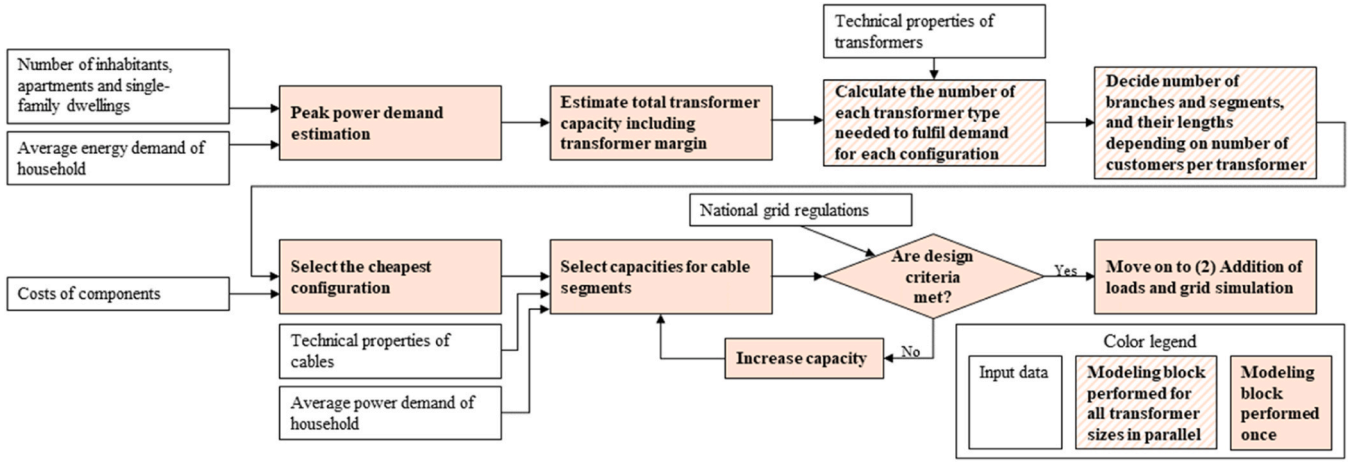 Technical properties of
transformers
Number of inhabitants,
apartments and single-
family dwellings
Average energy demand of
household
Peak power demand
estimation
Estimate total transformer
capacity including
transformer margin
Calculate the number of
each transformer type
needed to fulfil demand
for each configuration
Decide number of
branches and segments,
and their lengths
depending on number of
customers per transformer
National grid regulations
Costs of components
Select the cheapest
configuration
Select capacities for cable
segments
Are design
criteria
met?
Yes
Move on to (2) Addition of
loads and grid simulation
Technical properties of
cables
Increase capacity
No
Average power demand of
household
Color legend
Input data
Modeling block
performed for
all transformer
sizes in parallel
Modeling
block
performed
once